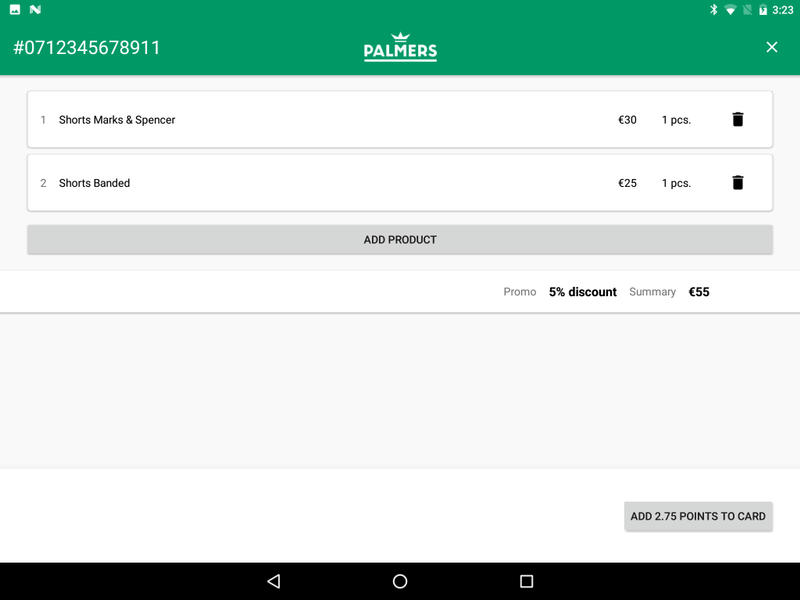 3:23
#0712345678911
PALMERS
1 Shorts Marks & Spencer €30 1 pcs.
2 Shorts Banded €25 1 pcs.
ADD PRODUCT
Promo 5% discount Summary €55
ADD 2.75 POINTS TO CARD